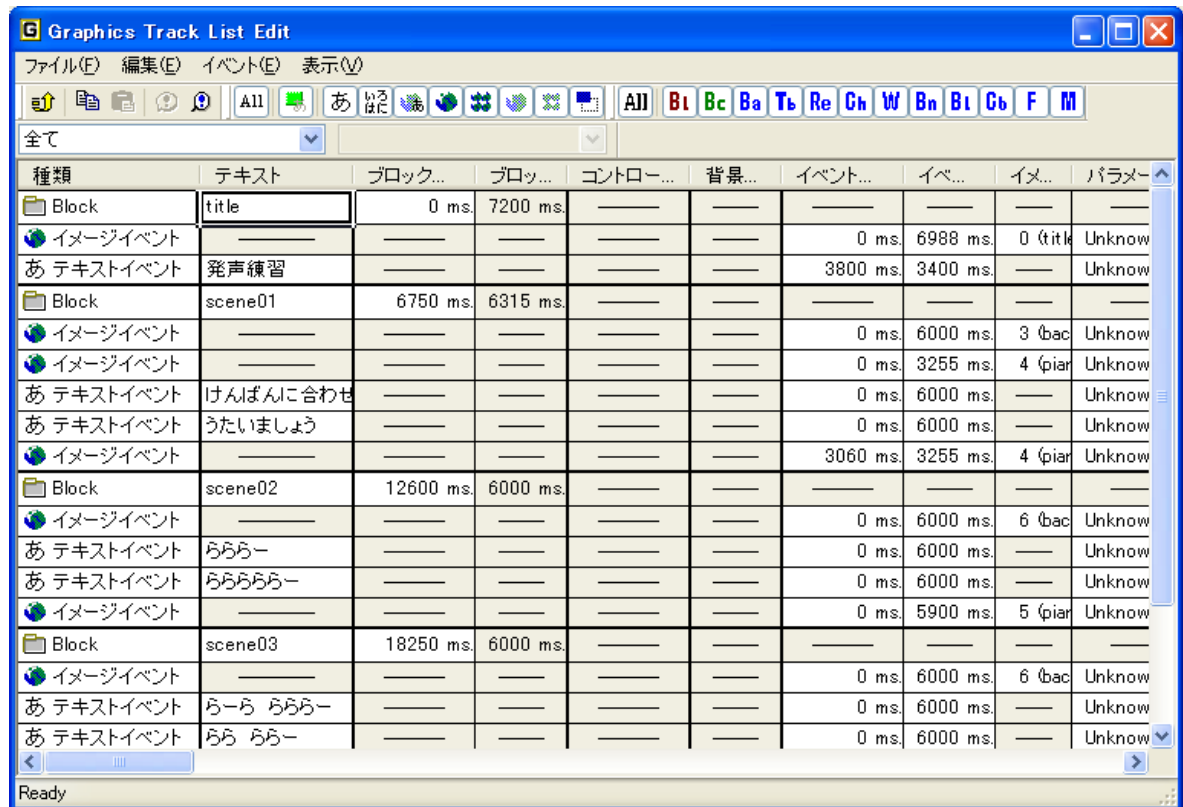 Graphics Track List Edit
ファイル(F) 編集(E) イベント(E) 表示(V)
All あ いろはに あ All Bl Bc Ba Tb Re Ch W Bn Bl Cb F M
全て
種類 テキスト ブロック... ブロッ... コントロー... 背景... イベント... イベ... イメ... パラメー
Block title 0 ms. 7200 ms.
イメージイベント 0 ms. 6988 ms. 0 (title Unknow
あ テキストイベント 発声練習 3800 ms. 3400 ms. Unknow
Block scene01 6750 ms. 6315 ms.
イメージイベント 0 ms. 6000 ms. 3 (bac Unknow
イメージイベント 0 ms. 3255 ms. 4 (piar Unknow
あ テキストイベント けんばんに合わせ 0 ms. 6000 ms. Unknow
あ テキストイベント うたいましょう 0 ms. 6000 ms. Unknow
イメージイベント 3060 ms. 3255 ms. 4 (piar Unknow
Block scene02 12600 ms. 6000 ms.
イメージイベント 0 ms. 6000 ms. 6 (bac Unknow
あ テキストイベント らららー 0 ms. 6000 ms. Unknow
あ テキストイベント らららららー 0 ms. 6000 ms. Unknow
イメージイベント 0 ms. 5900 ms. 5 (piar Unknow
Block scene03 18250 ms. 6000 ms.
イメージイベント 0 ms. 6000 ms. 6 (bac Unknow
あ テキストイベント らーら らららー 0 ms. 6000 ms. Unknow
あ テキストイベント らら ららー 0 ms. 6000 ms. Unknow
Ready